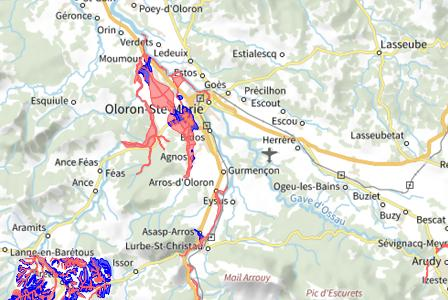 Géronce
Poey-d'Oloron
Orin
Verdets
Moumour
Ledeuix
Estialescq
Lasseube
Estos
Goès
Esquiule
Précilhon
Escout
Oloron-Ste-Marie
Escou
Bidos
Herrère
Lasseubetat
Agnos
Ance Féas
Féas
Ance
Arros-d'Oloron
Gurmençon
Ogeu-les-Bains
Buziet
Eysus
Gave d'Ossau
Buzy
Bescat
Aramits
Asasp-Arros
Lurbe-St-Christau
Sévignacq-Mey
Lanne-en-Barétous
Issor
Arudy
Mail Arrouy
Pic d'Escurets
Izeste